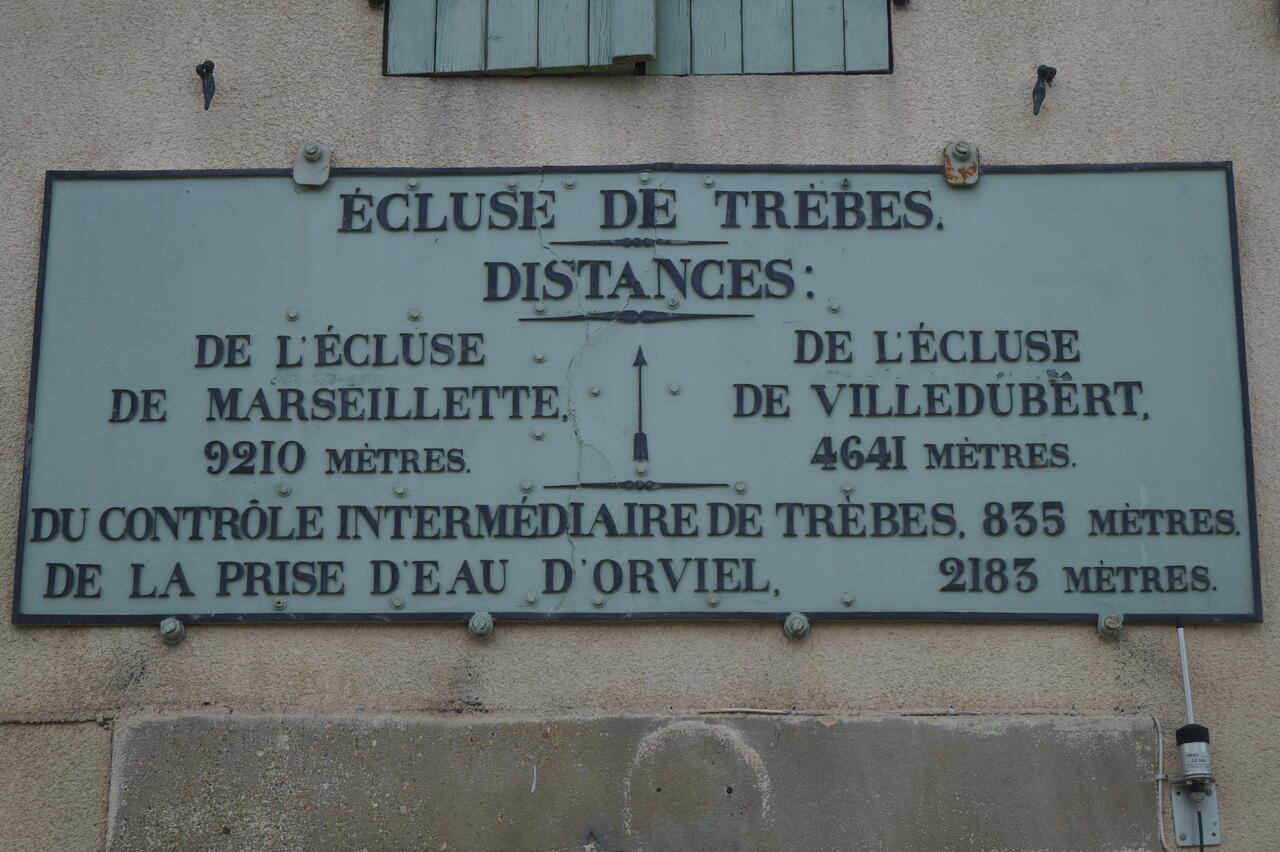 ÉCLUSE DE TRÈBES.
DISTANCES:
DE L'ÉCLUSE
DE MARSEILLETTE,
9210 MÈTRES.
DE L'ÉCLUSE
DE VILLEDUBERT,
4641 MÈTRES.
DU CONTRÔLE INTERMÉDIAIRE DE TRÈBES, 835 MÈTRES.
DE LA PRISE D'EAU D'ORVIEL, 2183 MÈTRES.